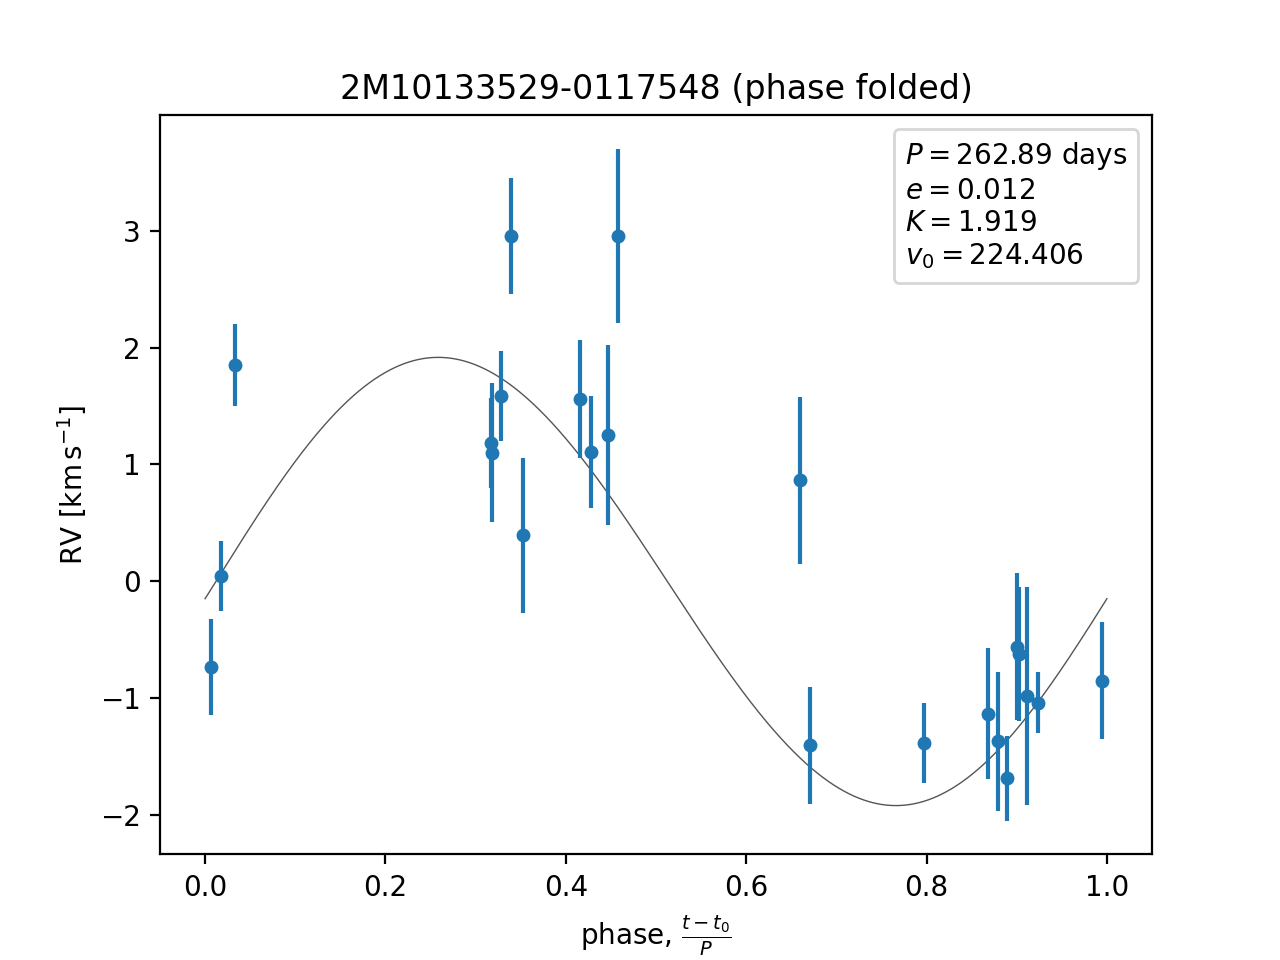 2M10133529-0117548 (phase folded)
P = 262.89 days
e = 0.012
K = 1.919
v₀ = 224.406
RV [km s⁻¹]
3
2
1
0
−1
−2
0.0 0.2 0.4 0.6 0.8 1.0
phase, (t − t₀)/P